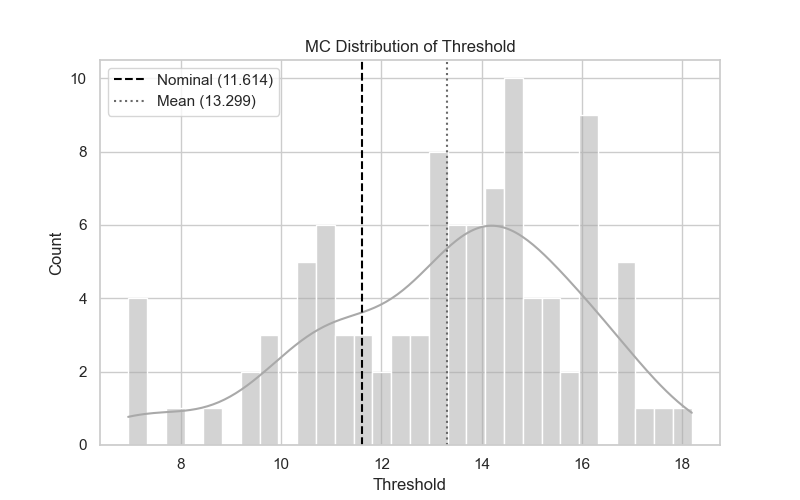 MC Distribution of Threshold
Nominal (11.614)
Mean (13.299)
10
8
6
4
2
0
Count
8 10 12 14 16 18
Threshold